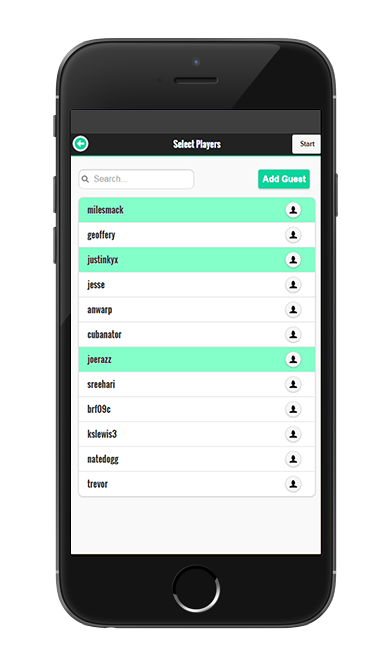 Select Players
Start
Search...
Add Guest
milesmack
geoffery
justinkyx
jesse
anwarp
cubanator
joerazz
sreehari
brf09c
kslewis3
natedogg
trevor